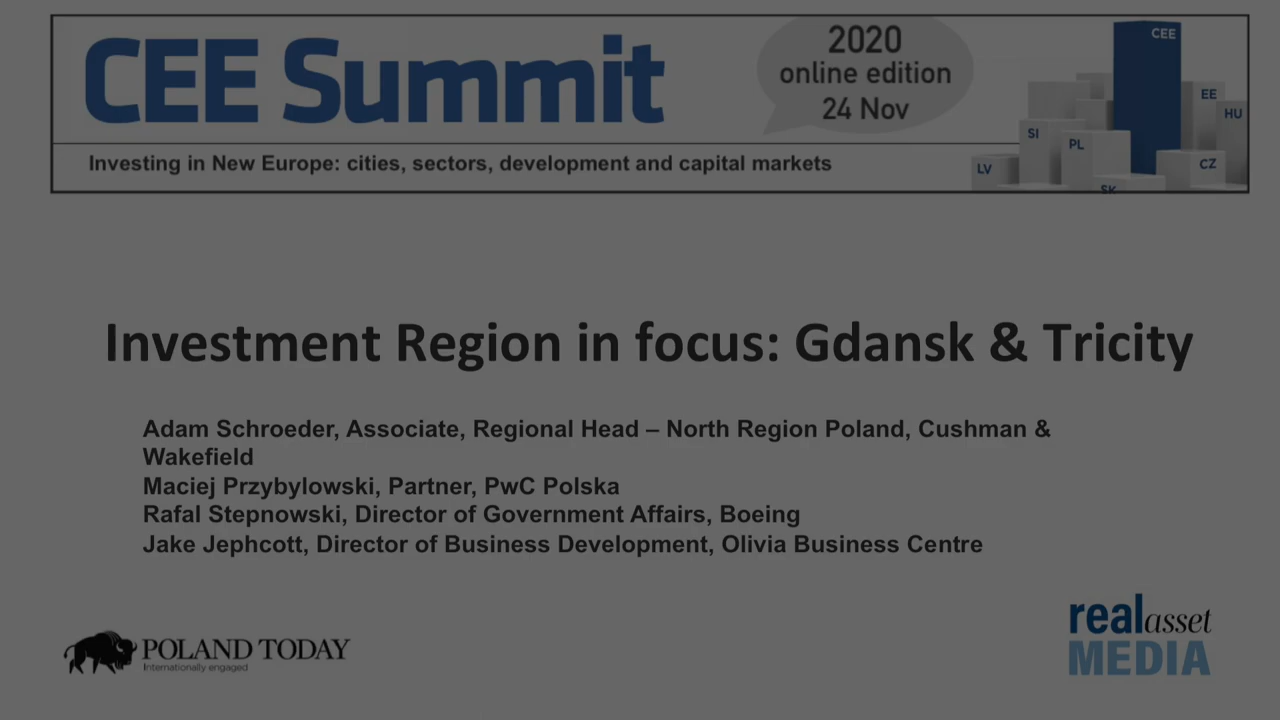 CEE Summit
2020
online edition
24 Nov
Investing in New Europe: cities, sectors, development and capital markets
CEE
EE
HU
SI
PL
LV
CZ
SK
Investment Region in focus: Gdansk & Tricity
Adam Schroeder, Associate, Regional Head – North Region Poland, Cushman &
Wakefield
Maciej Przybylowski, Partner, PwC Polska
Rafal Stepnowski, Director of Government Affairs, Boeing
Jake Jephcott, Director of Business Development, Olivia Business Centre
POLAND TODAY
Internationally engaged
realasset
MEDIA